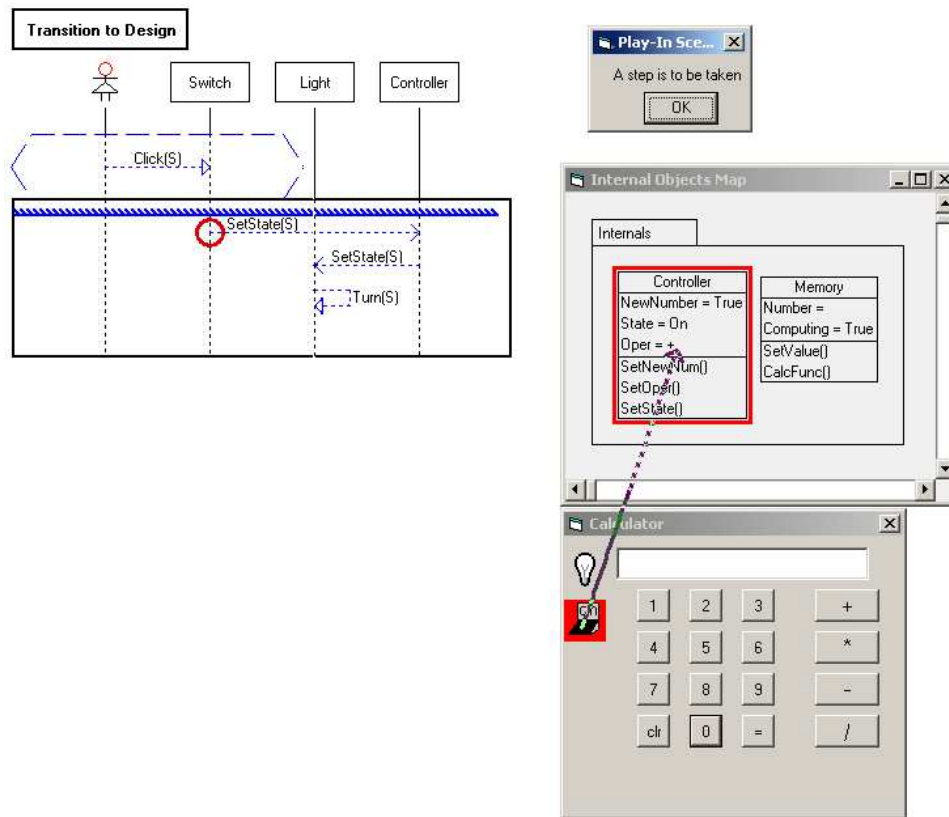 Transition to Design
Switch
Light
Controller
Click(S)
SetState(S)
SetState(S)
Turn(S)
Play-In Sce...
A step is to be taken
OK
Internal Objects Map
Internals
Controller
NewNumber = True
State = On
Oper = +
SetNewNum()
SetOper()
SetState()
Memory
Number =
Computing = True
SetValue()
CalcFunc()
Calculator
1 2 3 +
4 5 6 *
7 8 9 -
clr 0 = /